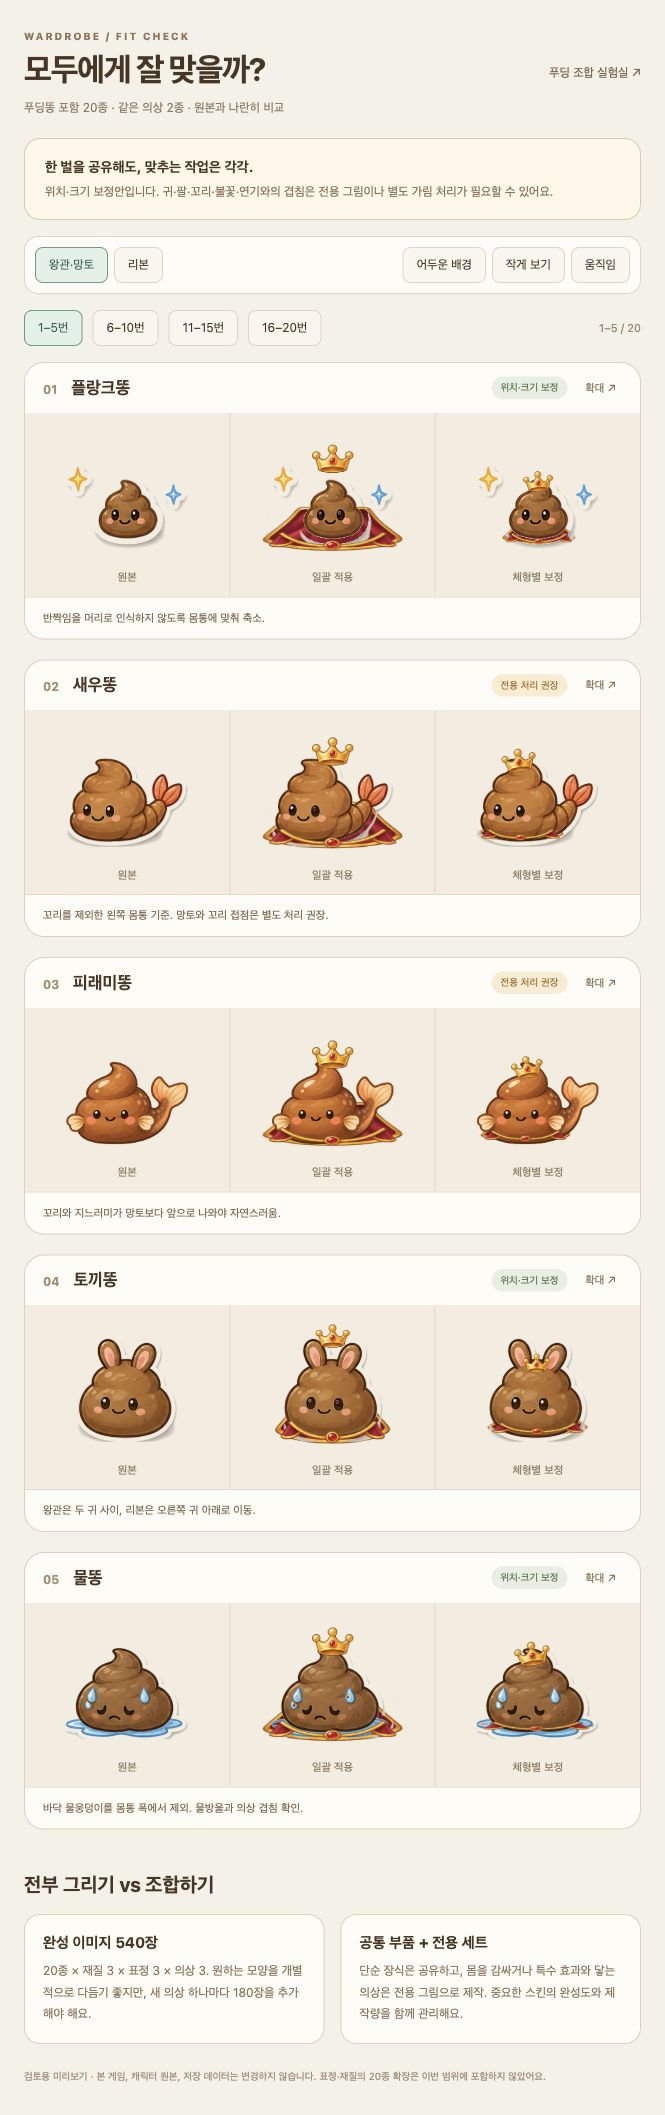 WARDROBE / FIT CHECK
모두에게 잘 맞을까?
푸딩 조합 실험실 ↗
푸딩똥 포함 20종 · 같은 의상 2종 · 원본과 나란히 비교
한 벌을 공유해도, 맞추는 작업은 각각.
위치·크기 보정안입니다. 귀·팔·꼬리·불꽃·연기와의 겹침은 전용 그림이나 별도 가림 처리가 필요할 수 있어요.
왕관·망토 리본 어두운 배경 작게 보기 움직임
1–5번 6–10번 11–15번 16–20번 1–5 / 20
01 플랑크똥 위치·크기 보정 확대 ↗
원본 일괄 적용 체형별 보정
반짝임을 머리로 인식하지 않도록 몸통에 맞춰 축소.
02 새우똥 전용 처리 권장 확대 ↗
원본 일괄 적용 체형별 보정
꼬리를 제외한 왼쪽 몸통 기준. 망토와 꼬리 접점은 별도 처리 권장.
03 피래미똥 전용 처리 권장 확대 ↗
원본 일괄 적용 체형별 보정
꼬리와 지느러미가 망토보다 앞으로 나와야 자연스러움.
04 토끼똥 위치·크기 보정 확대 ↗
원본 일괄 적용 체형별 보정
왕관은 두 귀 사이, 리본은 오른쪽 귀 아래로 이동.
05 물똥 위치·크기 보정 확대 ↗
원본 일괄 적용 체형별 보정
바닥 물웅덩이를 몸통 폭에서 제외. 물방울과 의상 겹침 확인.
전부 그리기 vs 조합하기
완성 이미지 540장
20종 × 재질 3 × 표정 3 × 의상 3. 원하는 모양을 개별
적으로 다듬기 좋지만, 새 의상 하나마다 180장을 추가
해야 해요.
공통 부품 + 전용 세트
단순 장식은 공유하고, 몸을 감싸거나 특수 효과와 닿는
의상은 전용 그림으로 제작. 중요한 스킨의 완성도와 제
작량을 함께 관리해요.
검토용 미리보기 · 본 게임, 캐릭터 원본, 저장 데이터는 변경하지 않습니다. 표정·재질의 20종 확장은 이번 범위에 포함하지 않았어요.